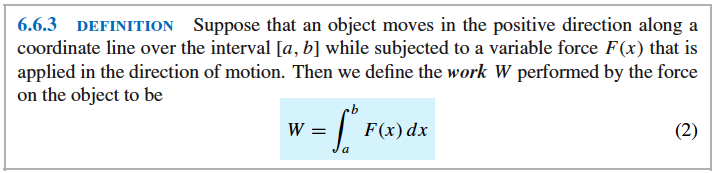 6.6.3 DEFINITION Suppose that an object moves in the positive direction along a
coordinate line over the interval [a, b] while subjected to a variable force F(x) that is
applied in the direction of motion. Then we define the work W performed by the force
on the object to be
W = ∫_a^b F(x) dx (2)